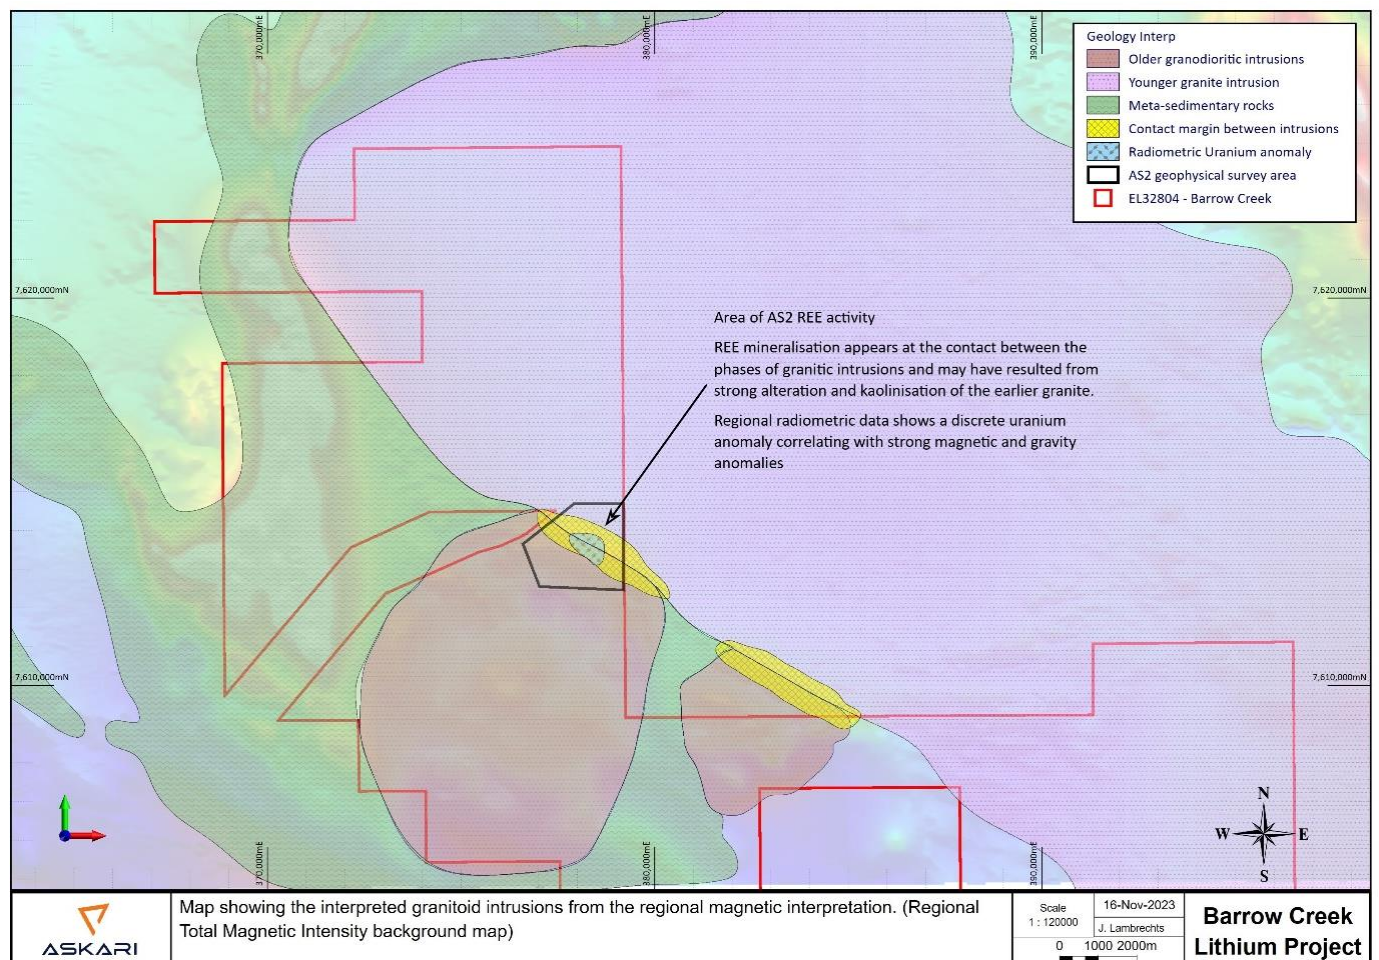 370,000mE
380,000mE
390,000mE
Geology Interp
Older granodioritic intrusions
Younger granite intrusion
Meta-sedimentary rocks
Contact margin between intrusions
Radiometric Uranium anomaly
AS2 geophysical survey area
EL32804 - Barrow Creek
7,620,000mN
7,620,000mN
Area of AS2 REE activity
REE mineralisation appears at the contact between the
phases of granitic intrusions and may have resulted from
strong alteration and kaolinisation of the earlier granite.
Regional radiometric data shows a discrete uranium
anomaly correlating with strong magnetic and gravity
anomalies
7,610,000mN
7,610,000mN
N
W E
S
370,000mE
380,000mE
390,000mE
ASKARI
Map showing the interpreted granitoid intrusions from the regional magnetic interpretation. (Regional
Total Magnetic Intensity background map)
Scale
1 : 120000
0 1000 2000m
16-Nov-2023
J. Lambrechts
Barrow Creek
Lithium Project